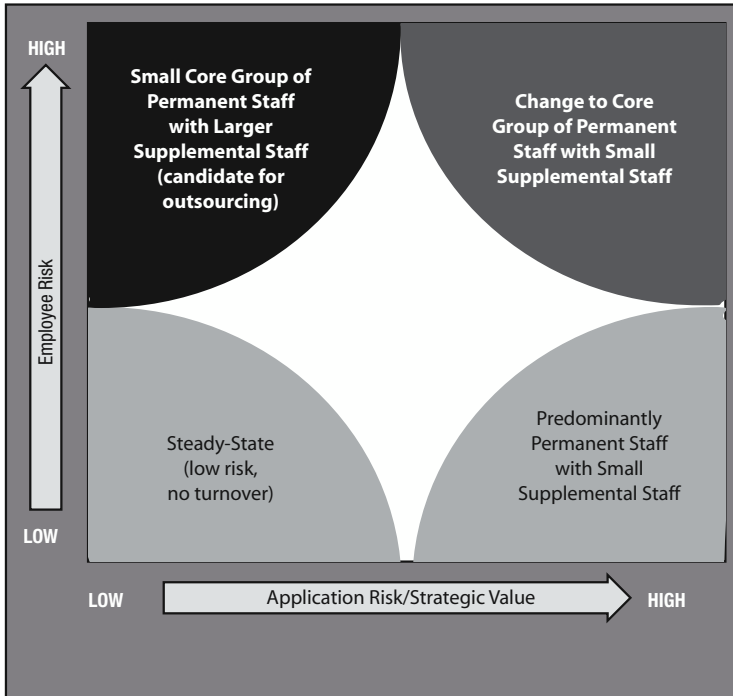 HIGH
Small Core Group of
Permanent Staff
with Larger
Supplemental Staff
(candidate for
outsourcing)
Change to Core
Group of Permanent
Staff with Small
Supplemental Staff
Employee Risk
Steady-State
(low risk,
no turnover)
Predominantly
Permanent Staff
with Small
Supplemental Staff
LOW
LOW
Application Risk/Strategic Value
HIGH